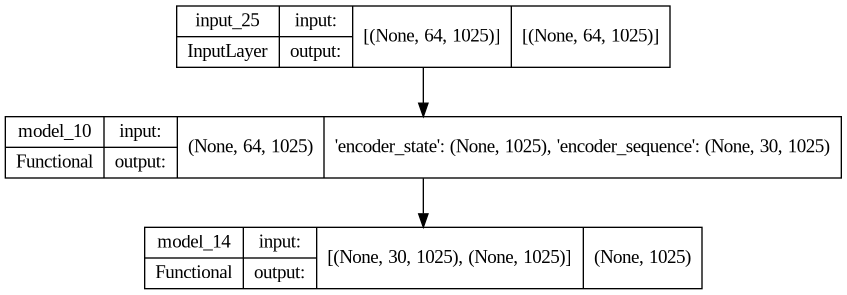 input_25 input: [(None, 64, 1025)] [(None, 64, 1025)]
InputLayer output:
model_10 input: (None, 64, 1025) 'encoder_state': (None, 1025), 'encoder_sequence': (None, 30, 1025)
Functional output:
model_14 input: [(None, 30, 1025), (None, 1025)] (None, 1025)
Functional output: